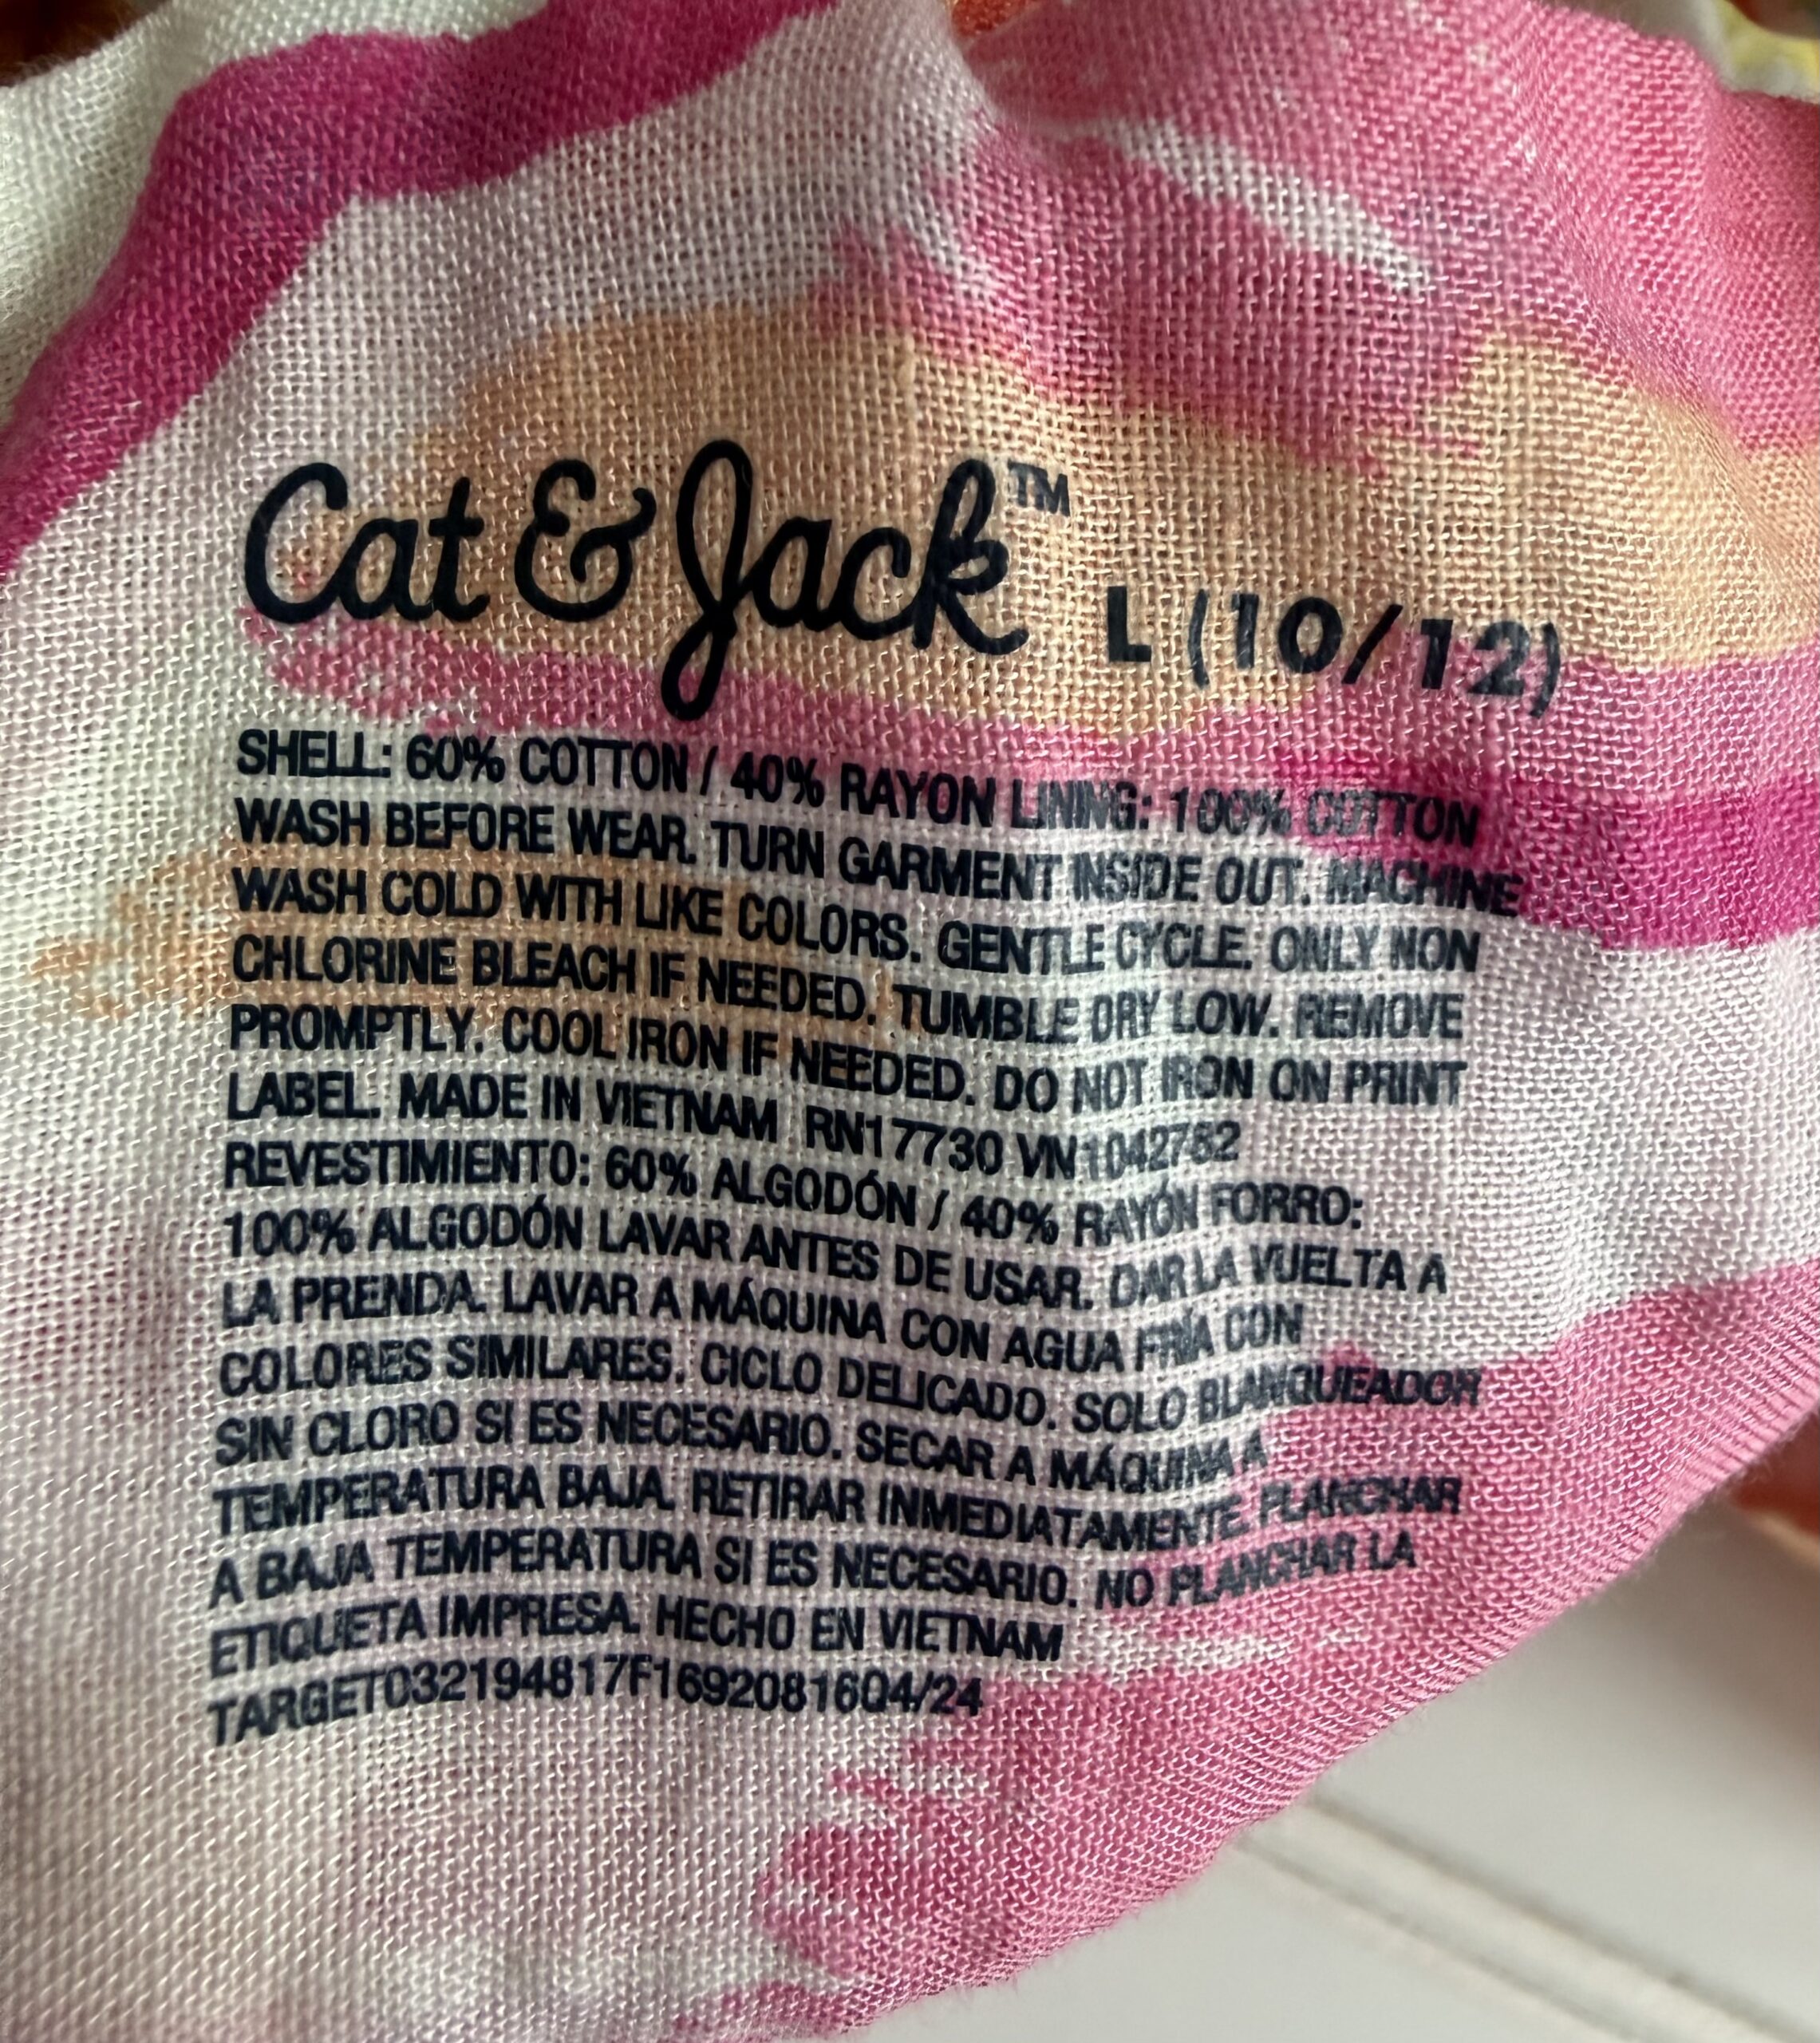 Cat & Jack™ L (10/12)
SHELL: 60% COTTON / 40% RAYON LINING: 100% COTTON
WASH BEFORE WEAR. TURN GARMENT INSIDE OUT. MACHINE
WASH COLD WITH LIKE COLORS. GENTLE CYCLE. ONLY NON
CHLORINE BLEACH IF NEEDED. TUMBLE DRY LOW. REMOVE
PROMPTLY. COOL IRON IF NEEDED. DO NOT IRON ON PRINT
LABEL. MADE IN VIETNAM RN17730 VN1042752
REVESTIMIENTO: 60% ALGODÓN / 40% RAYÓN FORRO:
100% ALGODÓN LAVAR ANTES DE USAR. DAR LA VUELTA A
LA PRENDA. LAVAR A MÁQUINA CON AGUA FRÍA CON
COLORES SIMILARES. CICLO DELICADO. SOLO BLANQUEADOR
SIN CLORO SI ES NECESARIO. SECAR A MÁQUINA A
TEMPERATURA BAJA. RETIRAR INMEDIATAMENTE. PLANCHAR
A BAJA TEMPERATURA SI ES NECESARIO. NO PLANCHAR LA
ETIQUETA IMPRESA. HECHO EN VIETNAM
TARGET032194817F1692081604/24